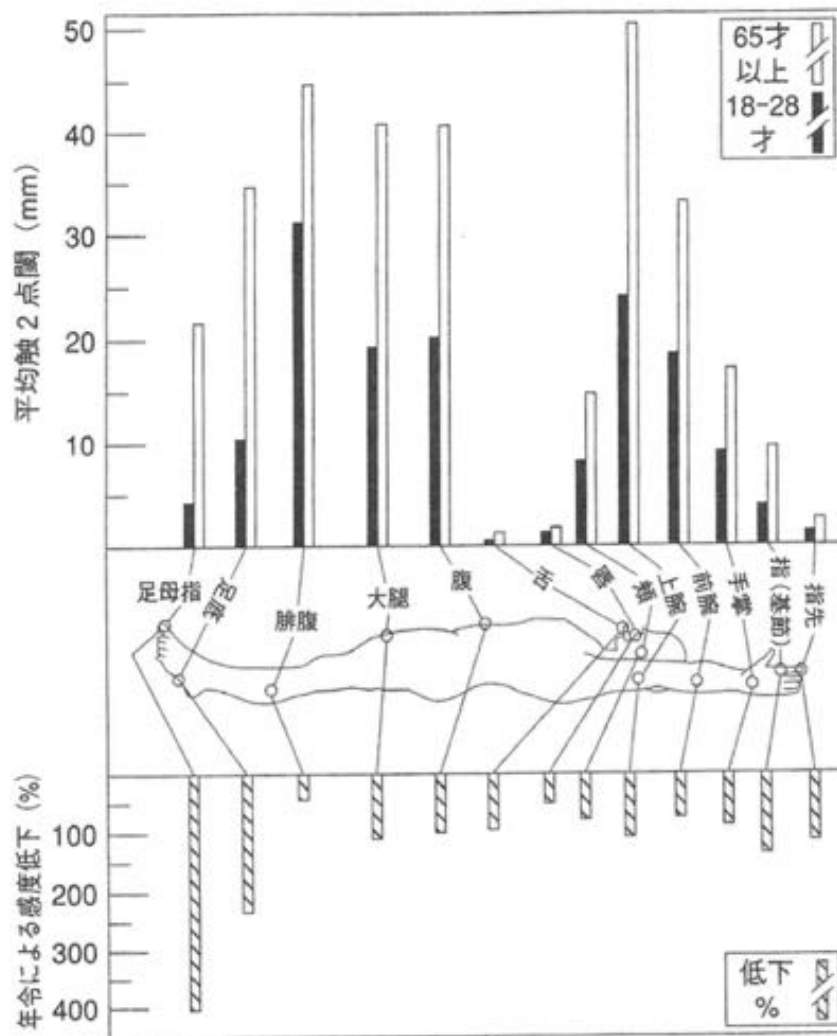 50
40
30
20
10
平均触2点閾 (mm)
65才
以上
18-28
才
足母指
足底
腓腹
大腿
腹
舌
唇
頬
上腕
前腕
手掌
指(基節)
指先
100
200
300
400
年令による感度低下 (%)
低下
%